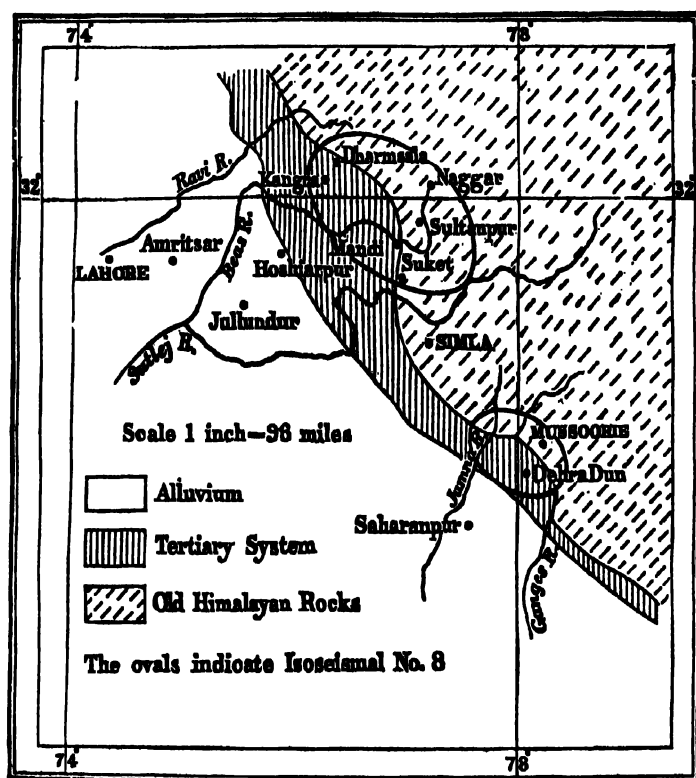 74° 78°
Ravi R.
Dharmsala
Kangra
Naggar
32° 32°
Sultanpur
Beas R.
Amritsar
Mandi
LAHORE
Hoshiarpur
Suket
Jullundur
Sutlej R.
SIMLA
Scale 1 inch=96 miles
MUSSOORIE
Dehra Dun
Jumna R.
Alluvium
Saharanpur
Tertiary System
Ganges R.
Old Himalayan Rocks
The ovals indicate Isoseismal No. 8
74° 78°